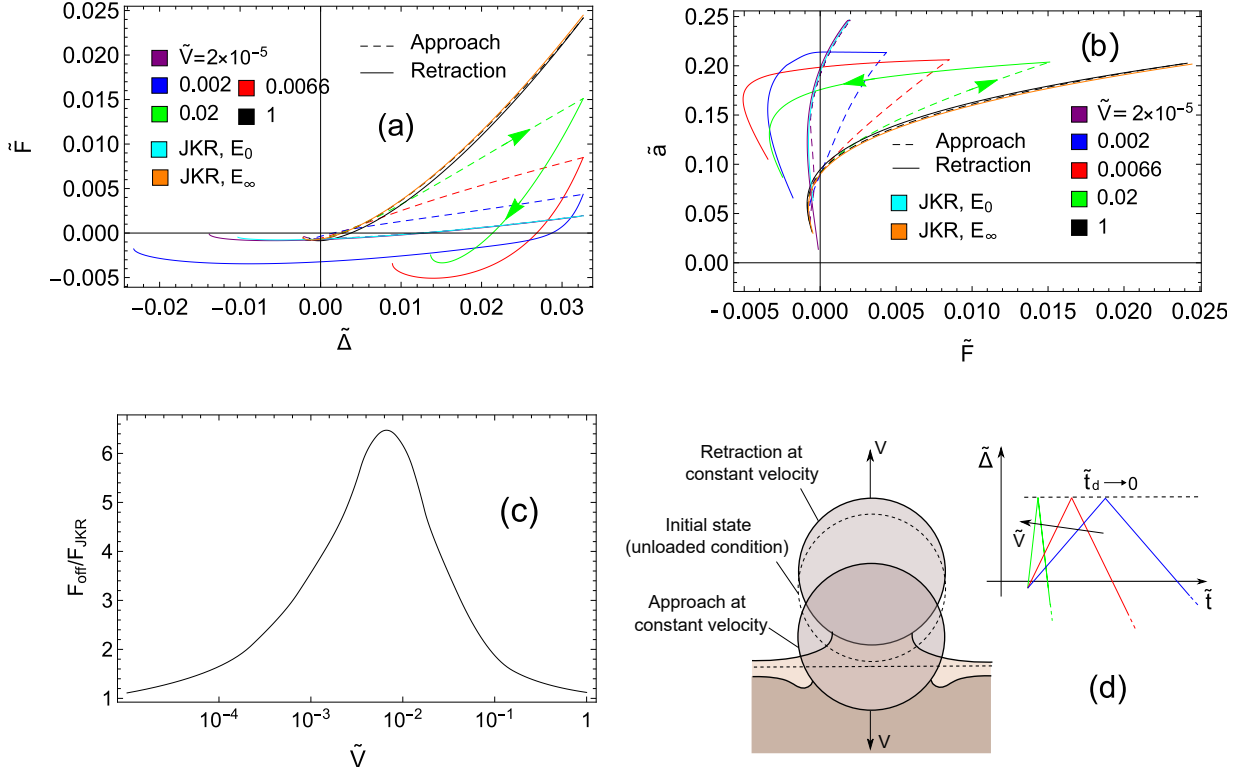 0.025
0.020
0.015
0.010
0.005
0.000
−0.005
F̃
Ṽ=2×10⁻⁵
0.002
0.0066
0.02
1
JKR, E₀
JKR, E∞
Approach
Retraction
(a)
−0.02
−0.01
0.00
0.01
0.02
0.03
Δ̃
(b)
0.25
0.20
0.15
0.10
0.05
0.00
ã
Approach
Retraction
JKR, E₀
JKR, E∞
Ṽ=2×10⁻⁵
0.002
0.0066
0.02
1
−0.005
0.000
0.005
0.010
0.015
0.020
0.025
F̃
6
5
4
3
2
1
F_off/F_JKR
(c)
10⁻⁴
10⁻³
10⁻²
10⁻¹
1
Ṽ
V
Retraction at
constant velocity
Initial state
(unloaded condition)
Approach at
constant velocity
V
Δ̃
t̃_d→0
Ṽ
t̃
(d)